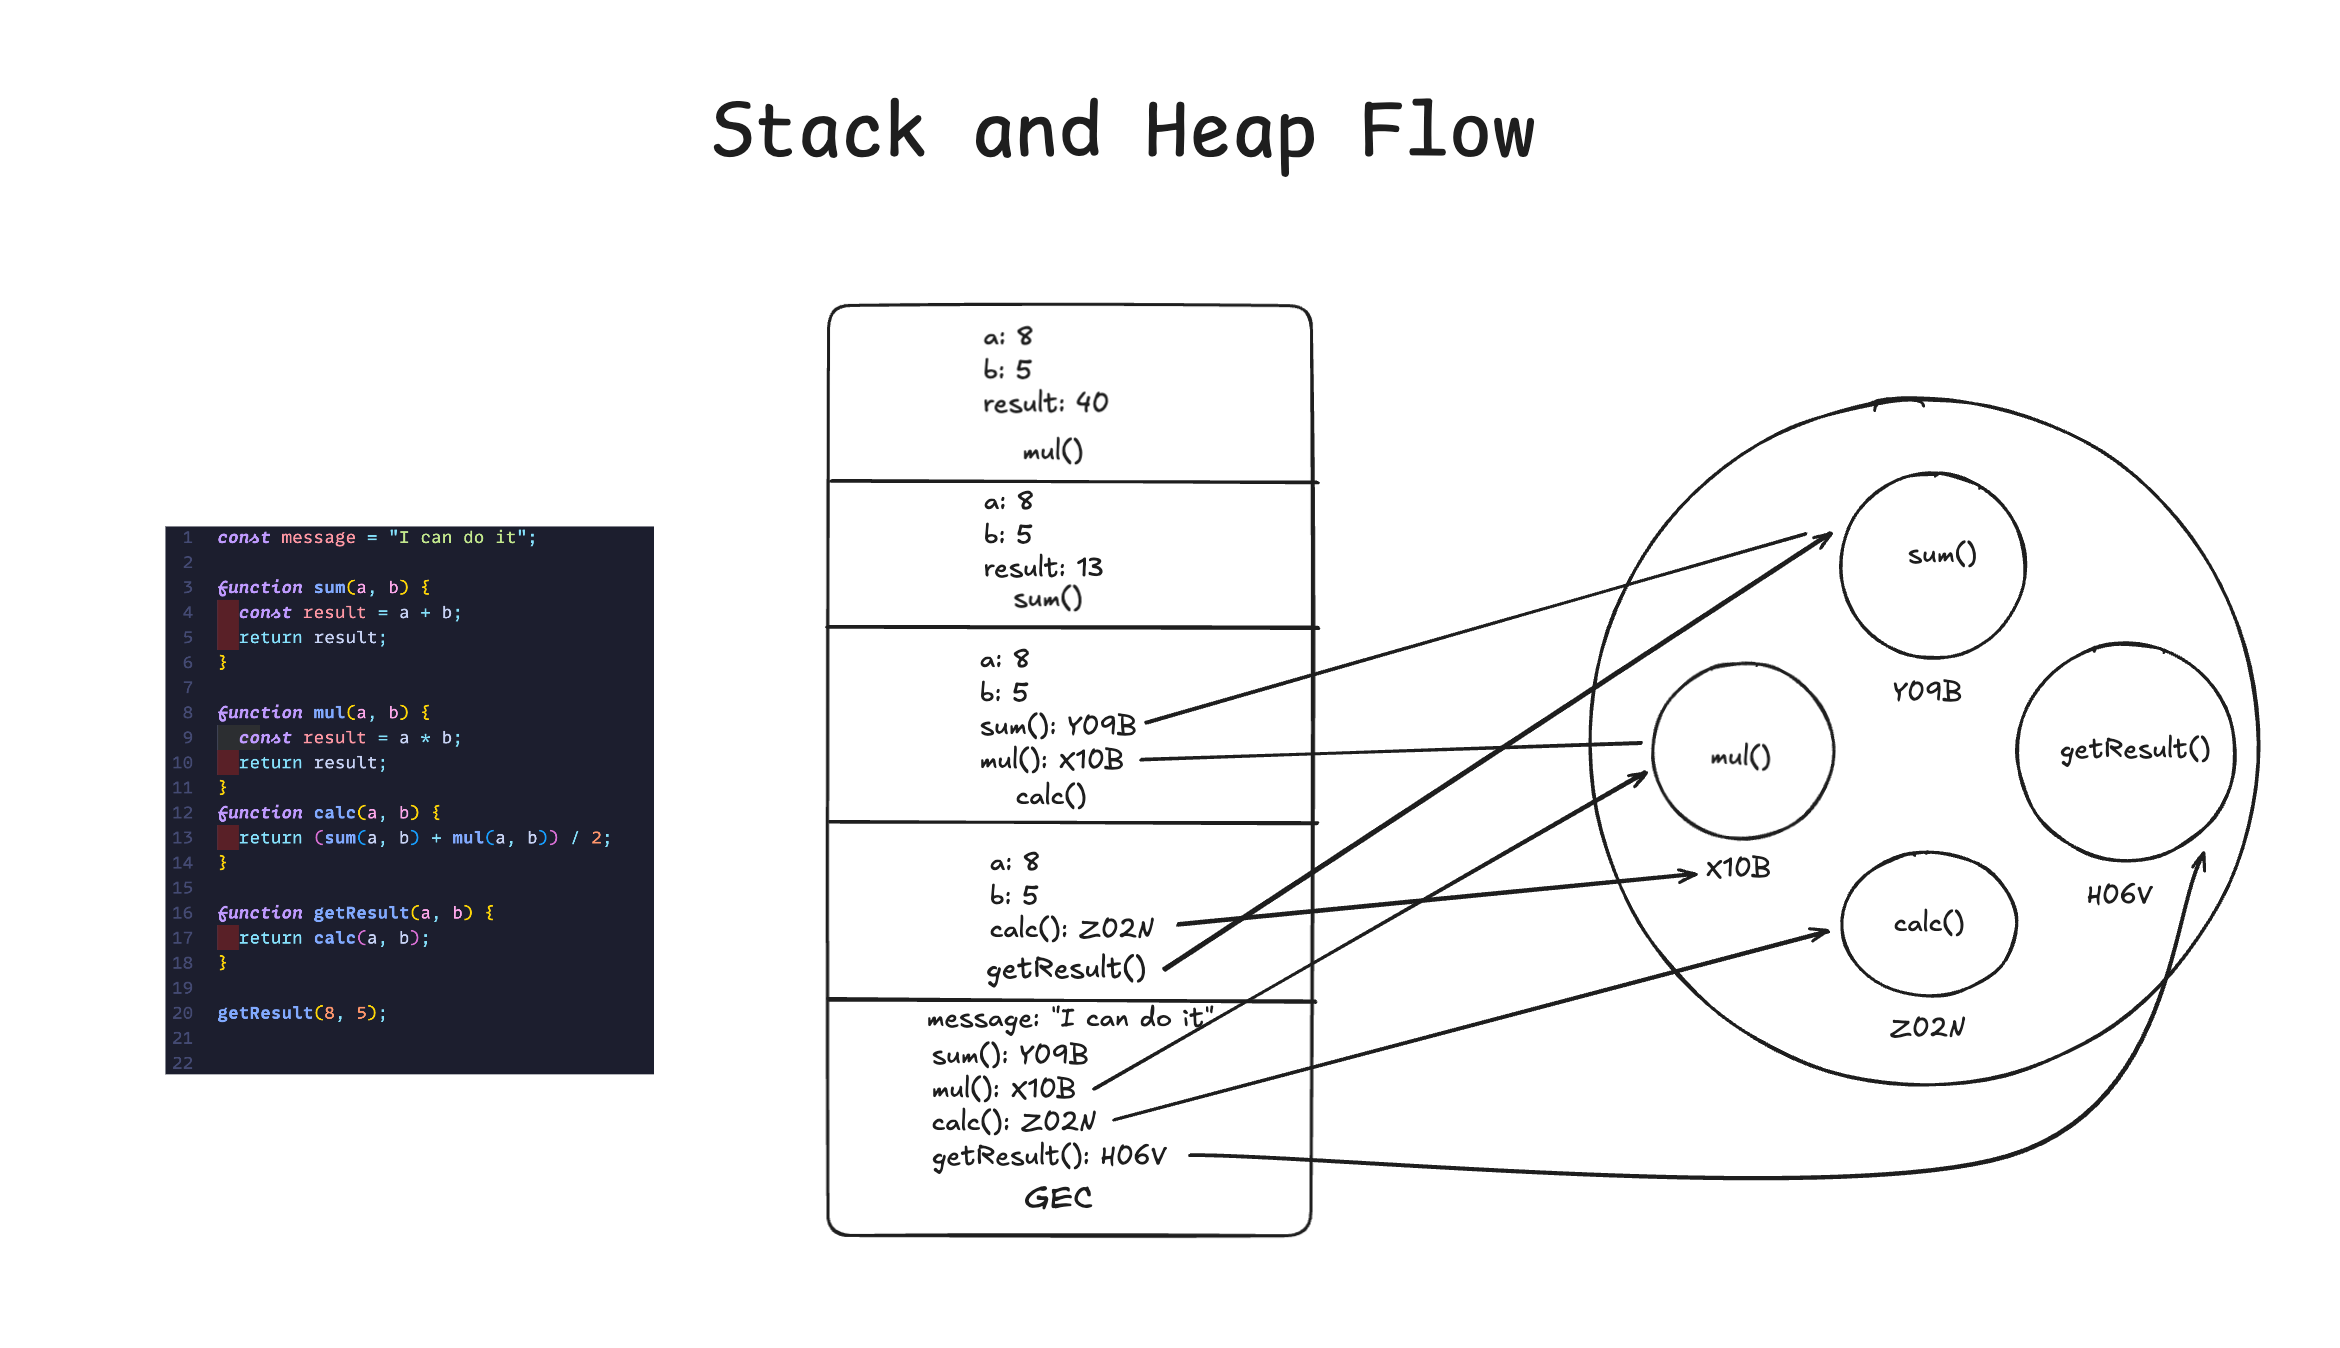 Stack and Heap Flow
1 const message = "I can do it";
2
3 function sum(a, b) {
4 const result = a + b;
5 return result;
6 }
7
8 function mul(a, b) {
9 const result = a * b;
10 return result;
11 }
12 function calc(a, b) {
13 return (sum(a, b) + mul(a, b)) / 2;
14 }
15
16 function getResult(a, b) {
17 return calc(a, b);
18 }
19
20 getResult(8, 5);
21
22
a: 8
b: 5
result: 40
mul()
a: 8
b: 5
result: 13
sum()
a: 8
b: 5
sum(): Y09B
mul(): X10B
calc()
a: 8
b: 5
calc(): Z02N
getResult()
message: "I can do it"
sum(): Y09B
mul(): X10B
calc(): Z02N
getResult(): H06V
GEC
sum()
Y09B
mul()
X10B
getResult()
H06V
calc()
Z02N